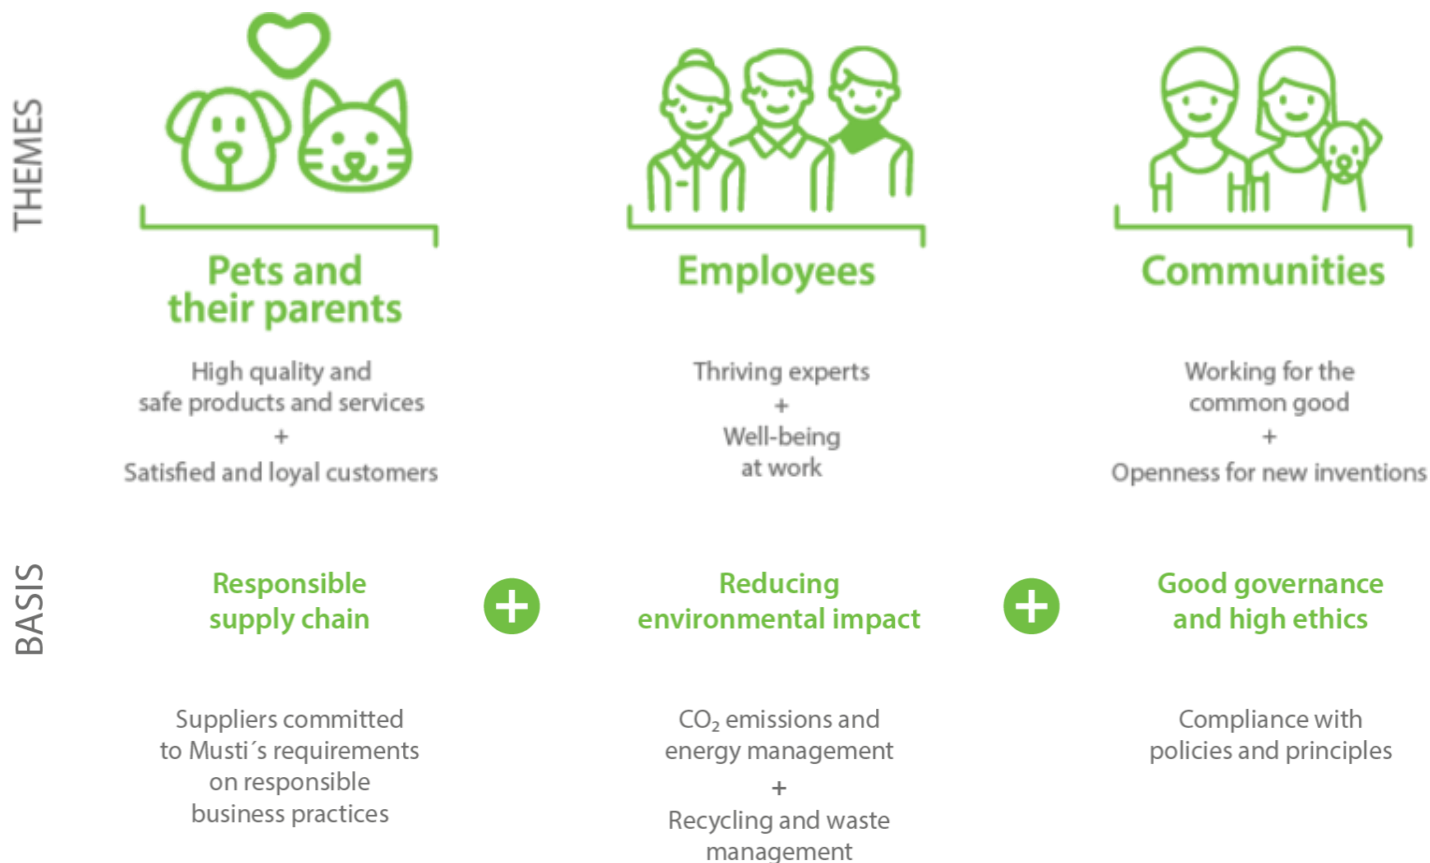 THEMES
Pets and
their parents
High quality and
safe products and services
+
Satisfied and loyal customers
Employees
Thriving experts
+
Well-being
at work
Communities
Working for the
common good
+
Openness for new inventions
BASIS
Responsible
supply chain
+
Reducing
environmental impact
+
Good governance
and high ethics
Suppliers committed
to Musti´s requirements
on responsible
business practices
CO₂ emissions and
energy management
+
Recycling and waste
management
Compliance with
policies and principles